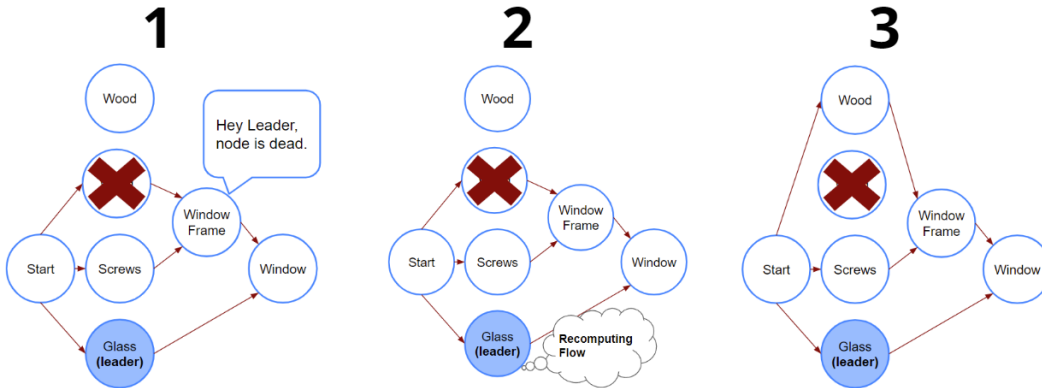 1
Wood
Hey Leader,
node is dead.
Window
Frame
Start
Screws
Window
Glass
(leader)
2
Wood
Window
Frame
Start
Screws
Window
Glass
(leader)
Recomputing
Flow
3
Wood
Window
Frame
Start
Screws
Window
Glass
(leader)